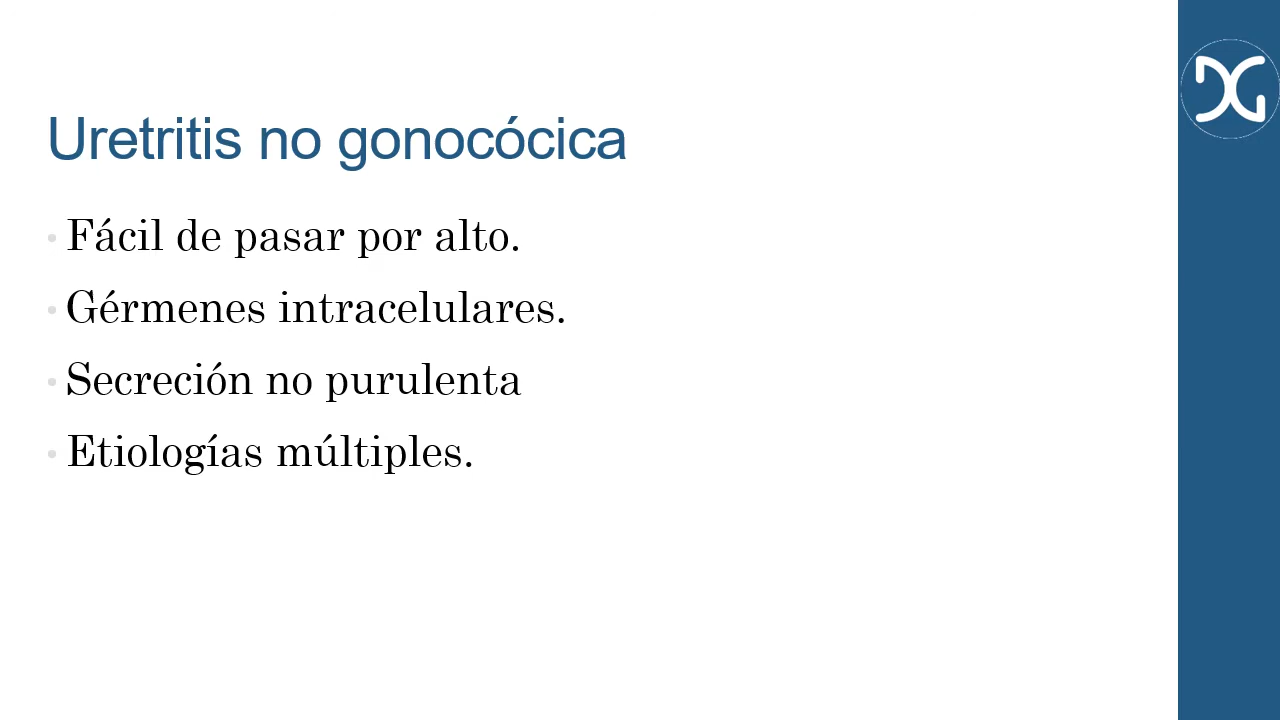 Uretritis no gonocócica
• Fácil de pasar por alto.
• Gérmenes intracelulares.
• Secreción no purulenta
• Etiologías múltiples.